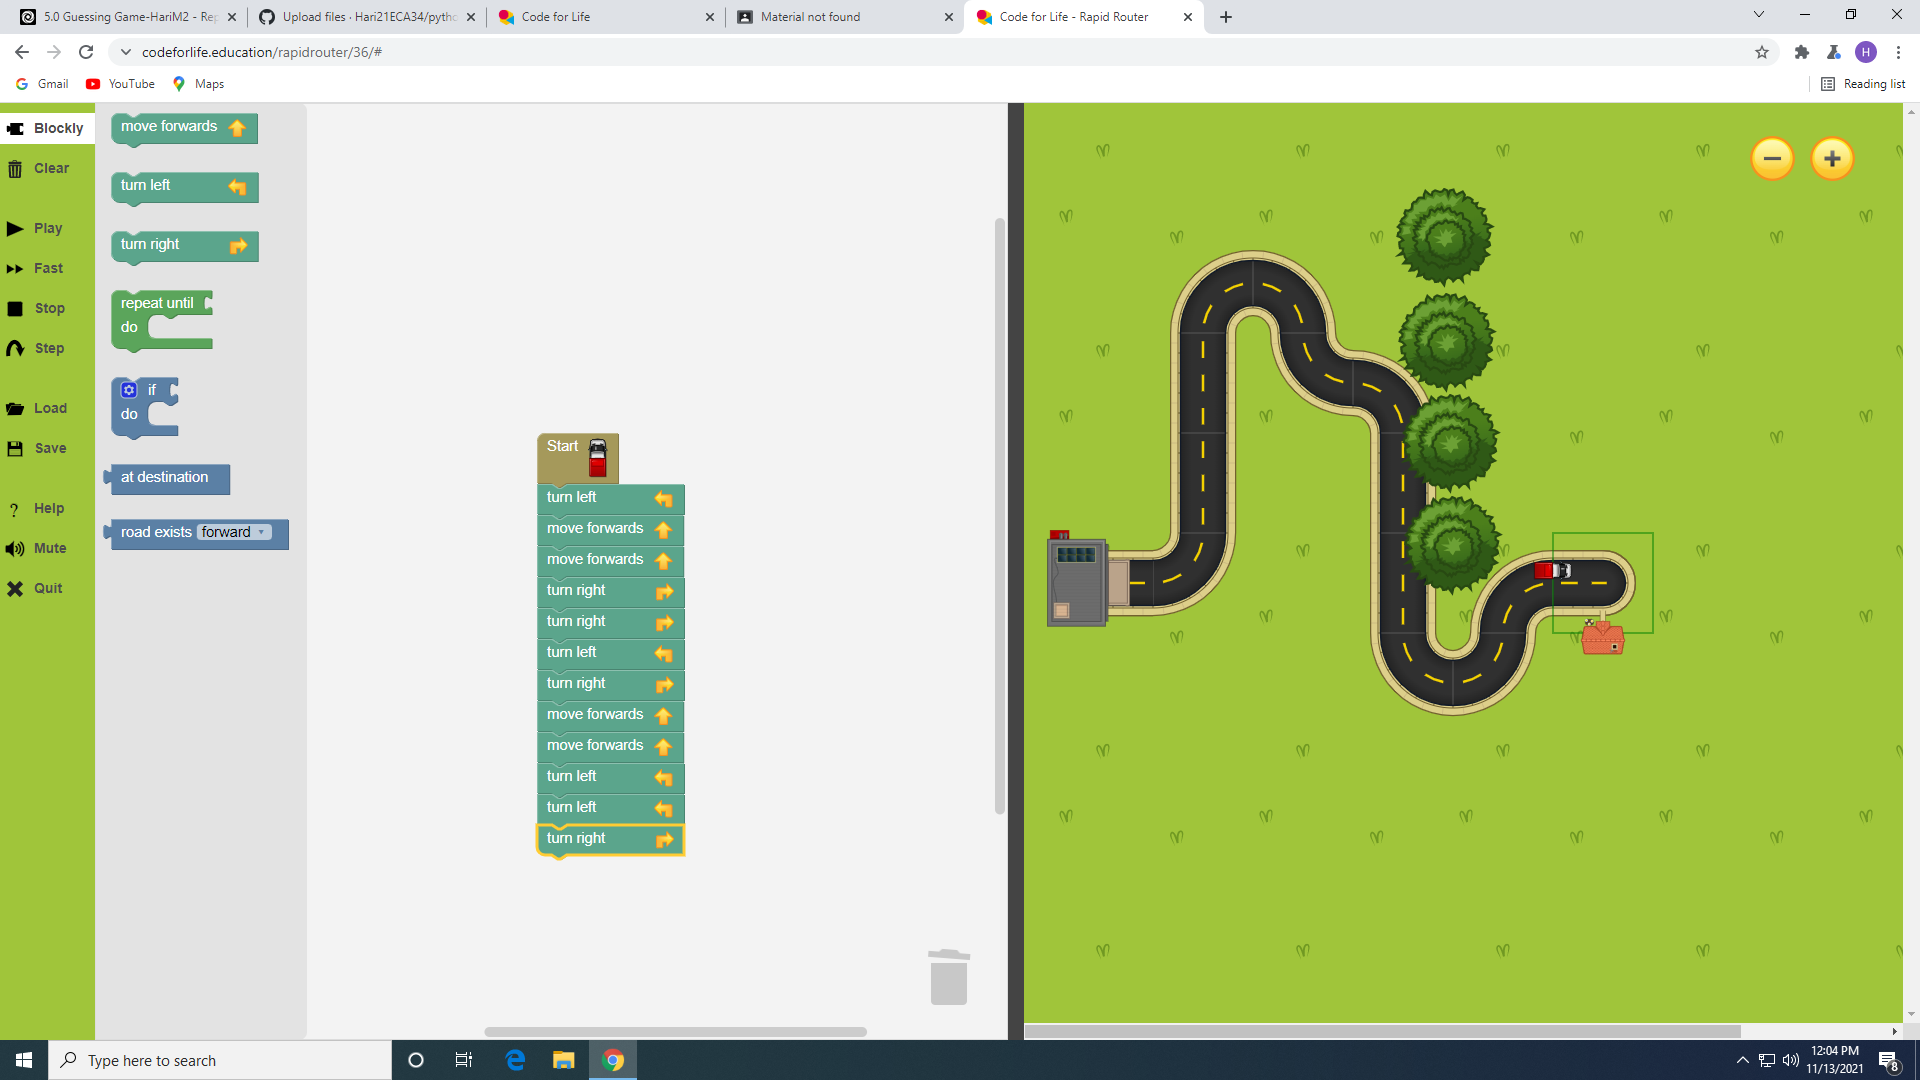 5.0 Guessing Game-HariM2 - Rep
Upload files · Hari21ECA34/pytho
Code for Life
Material not found
Code for Life - Rapid Router
codeforlife.education/rapidrouter/36/#
H
Gmail
YouTube
Maps
Reading list
Blockly
Clear
Play
Fast
Stop
Step
Load
Save
Help
Mute
Quit
move forwards
turn left
turn right
repeat until
do
if
do
at destination
road exists forward
Start
turn left
move forwards
move forwards
turn right
turn right
turn left
turn right
move forwards
move forwards
turn left
turn left
turn right
Type here to search
12:04 PM
11/13/2021
8